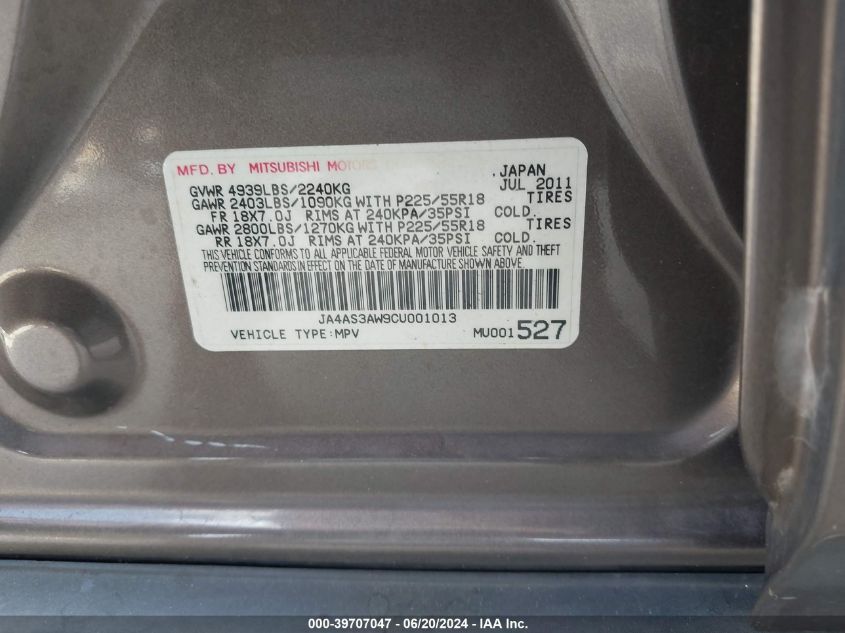 MFD. BY MITSUBISHI MOTORS
, JAPAN
GVWR 4939LBS/2240KG JUL 2011
GAWR 2403LBS/1090KG WITH P225/55R18 TIRES
FR 18X7.0J RIMS AT 240KPA/35PSI COLD.
GAWR 2800LBS/1270KG WITH P225/55R18 TIRES
RR 18X7.0J RIMS AT 240KPA/35PSI COLD.
THIS VEHICLE CONFORMS TO ALL APPLICABLE FEDERAL MOTOR VEHICLE SAFETY AND THEFT
PREVENTION STANDARDS IN EFFECT ON THE DATE OF MANUFACTURE SHOWN ABOVE.
JA4AS3AW9CU001013
VEHICLE TYPE:MPV MU001527
000-39707047 - 06/20/2024 - IAA Inc.